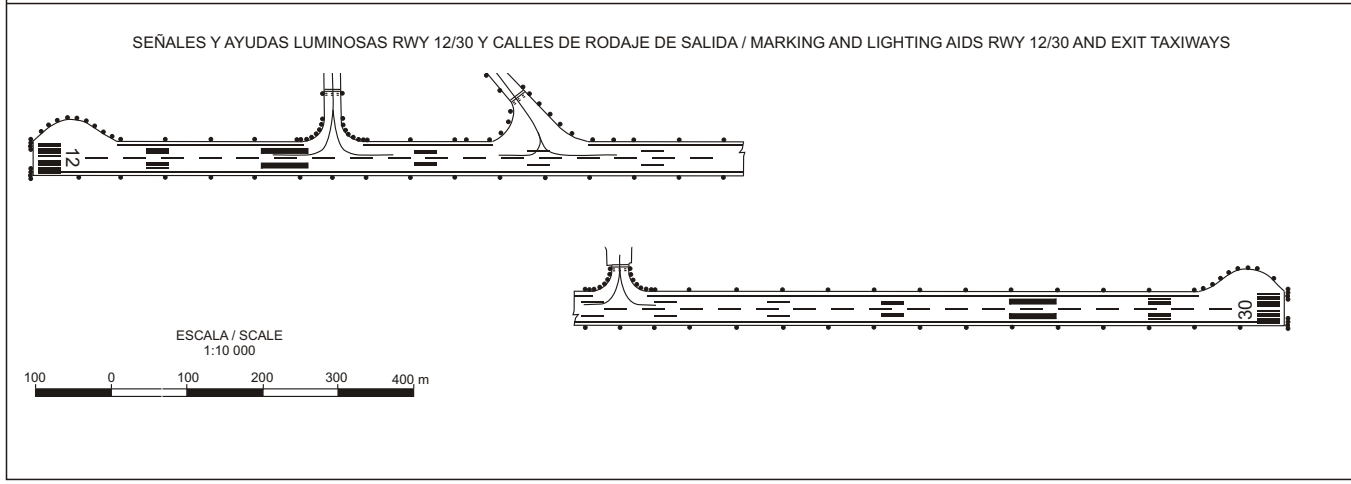 SEÑALES Y AYUDAS LUMINOSAS RWY 12/30 Y CALLES DE RODAJE DE SALIDA / MARKING AND LIGHTING AIDS RWY 12/30 AND EXIT TAXIWAYS
12
30
ESCALA / SCALE
1:10 000
100 0 100 200 300 400 m